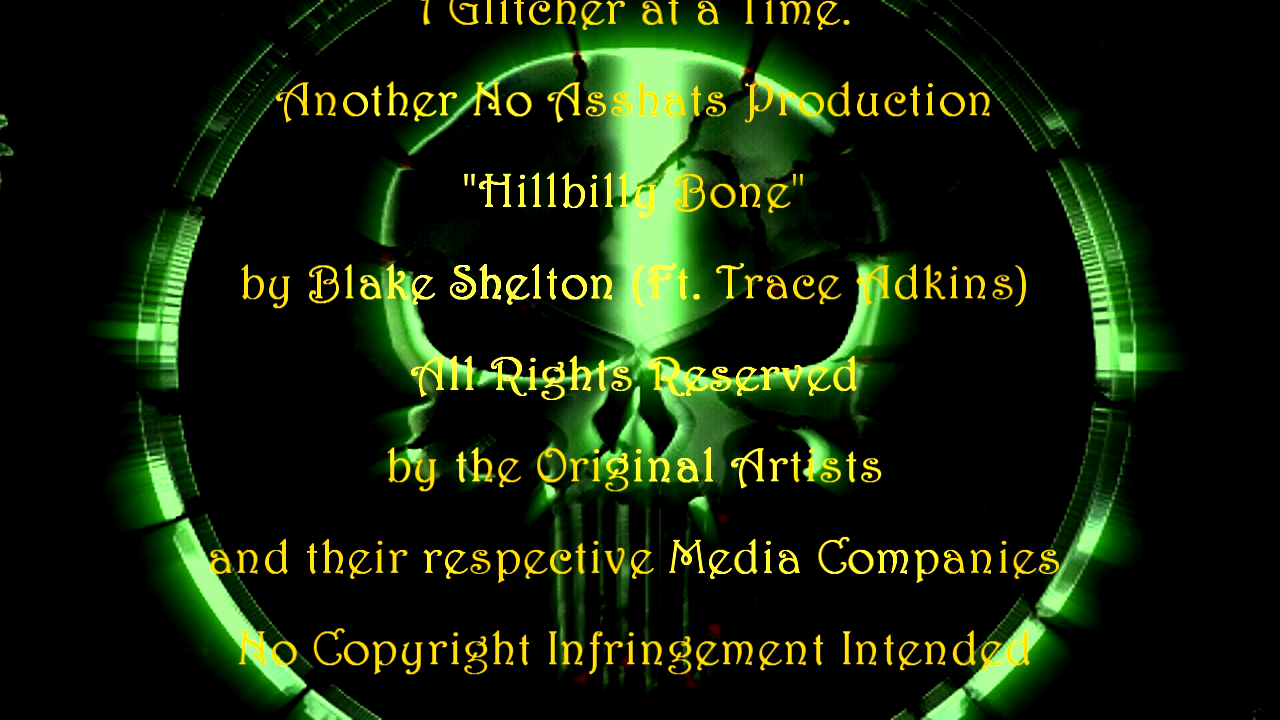 1 Glitcher at a Time.
Another No Asshats Production
"Hillbilly Bone"
by Blake Shelton (Ft. Trace Adkins)
All Rights Reserved
by the Original Artists
and their respective Media Companies
No Copyright Infringement Intended